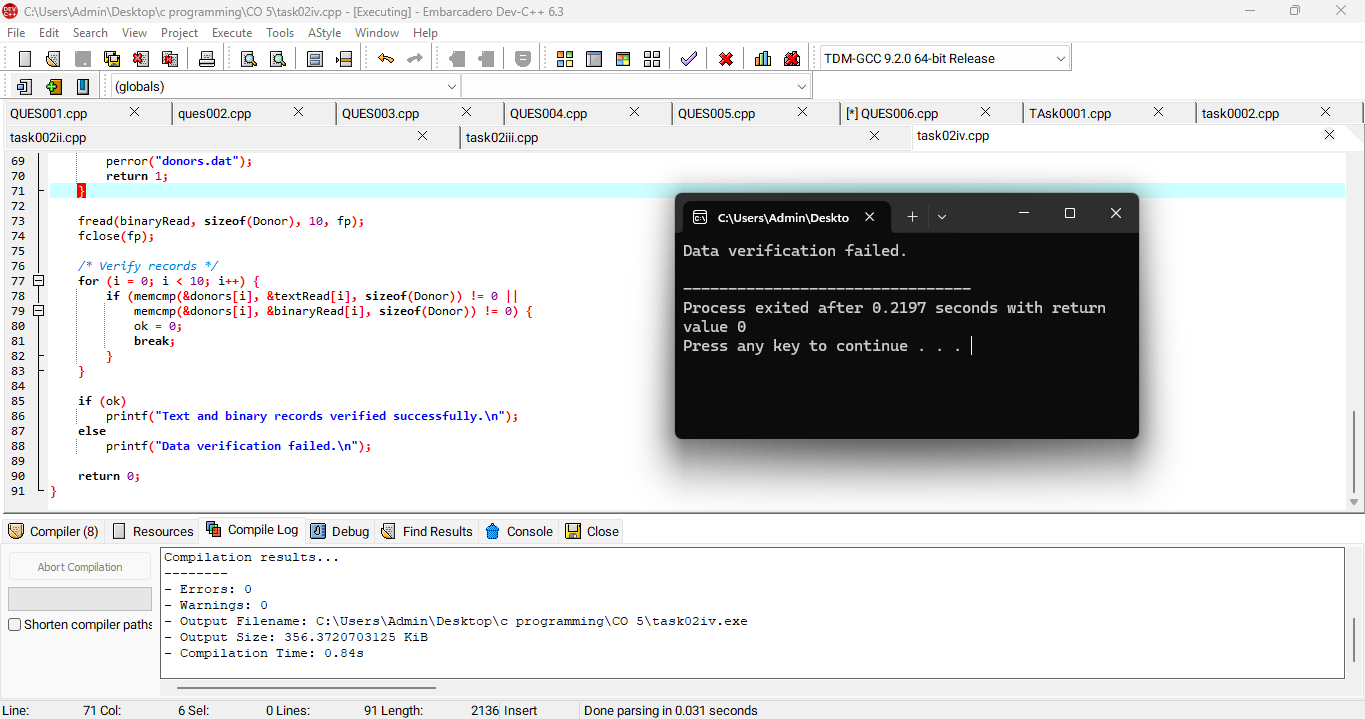 C:\Users\Admin\Desktop\c programming\CO 5\task02iv.cpp - [Executing] - Embarcadero Dev-C++ 6.3
File Edit Search View Project Execute Tools AStyle Window Help
TDM-GCC 9.2.0 64-bit Release
(globals)
QUES001.cpp ques002.cpp QUES003.cpp QUES004.cpp QUES005.cpp [*] QUES006.cpp TAsk0001.cpp task0002.cpp
task002ii.cpp task02iii.cpp task02iv.cpp
69 perror("donors.dat");
70 return 1;
71 }
72
73 fread(binaryRead, sizeof(Donor), 10, fp);
74 fclose(fp);
75
76 /* Verify records */
77 for (i = 0; i < 10; i++) {
78 if (memcmp(&donors[i], &textRead[i], sizeof(Donor)) != 0 ||
79 memcmp(&donors[i], &binaryRead[i], sizeof(Donor)) != 0) {
80 ok = 0;
81 break;
82 }
83 }
84
85 if (ok)
86 printf("Text and binary records verified successfully.\n");
87 else
88 printf("Data verification failed.\n");
89
90 return 0;
91 }
C:\Users\Admin\Deskto
Data verification failed.
--------------------------------
Process exited after 0.2197 seconds with return
value 0
Press any key to continue . . .
Compiler (8) Resources Compile Log Debug Find Results Console Close
Abort Compilation
Shorten compiler paths
Compilation results...
--------
- Errors: 0
- Warnings: 0
- Output Filename: C:\Users\Admin\Desktop\c programming\CO 5\task02iv.exe
- Output Size: 356.3720703125 KiB
- Compilation Time: 0.84s
Line: 71 Col: 6 Sel: 0 Lines: 91 Length: 2136 Insert Done parsing in 0.031 seconds